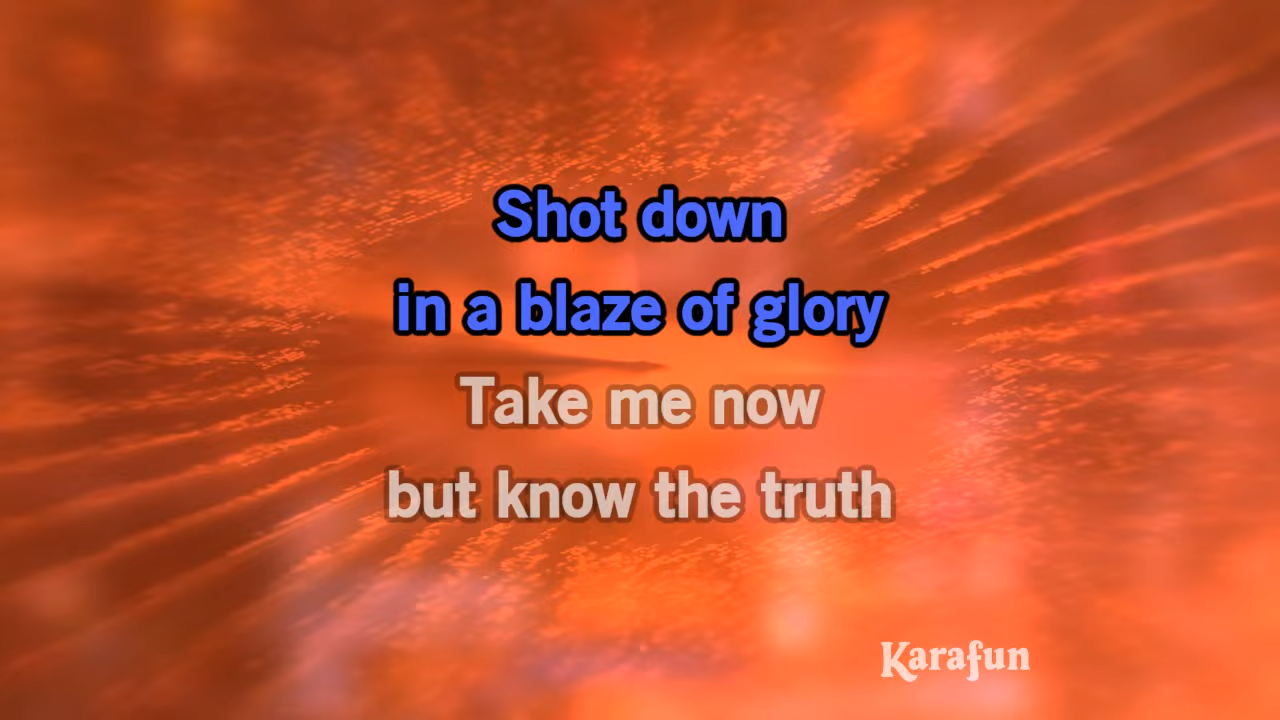 Shot down
in a blaze of glory
Take me now
but know the truth
Karafun